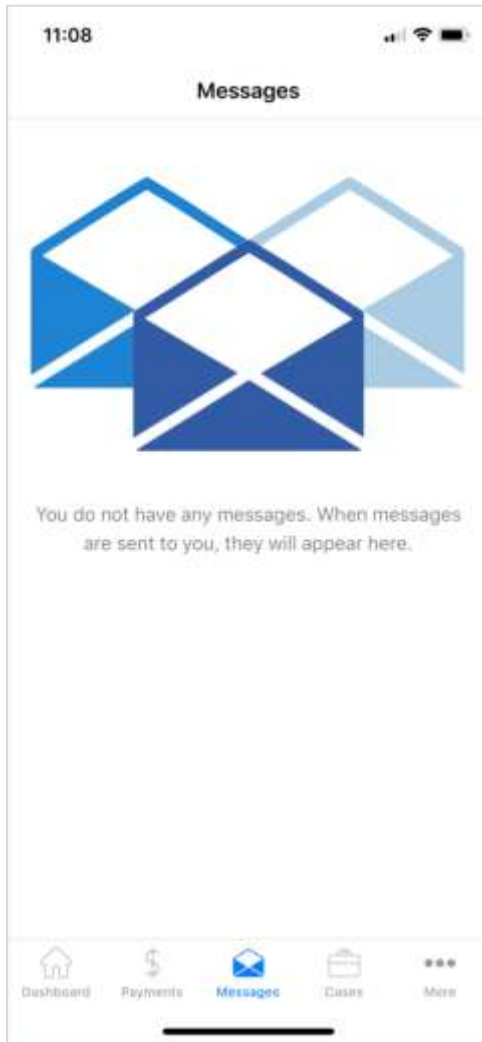 11:08
Messages
You do not have any messages. When messages
are sent to you, they will appear here.
Dashboard Payments Messages Cases More